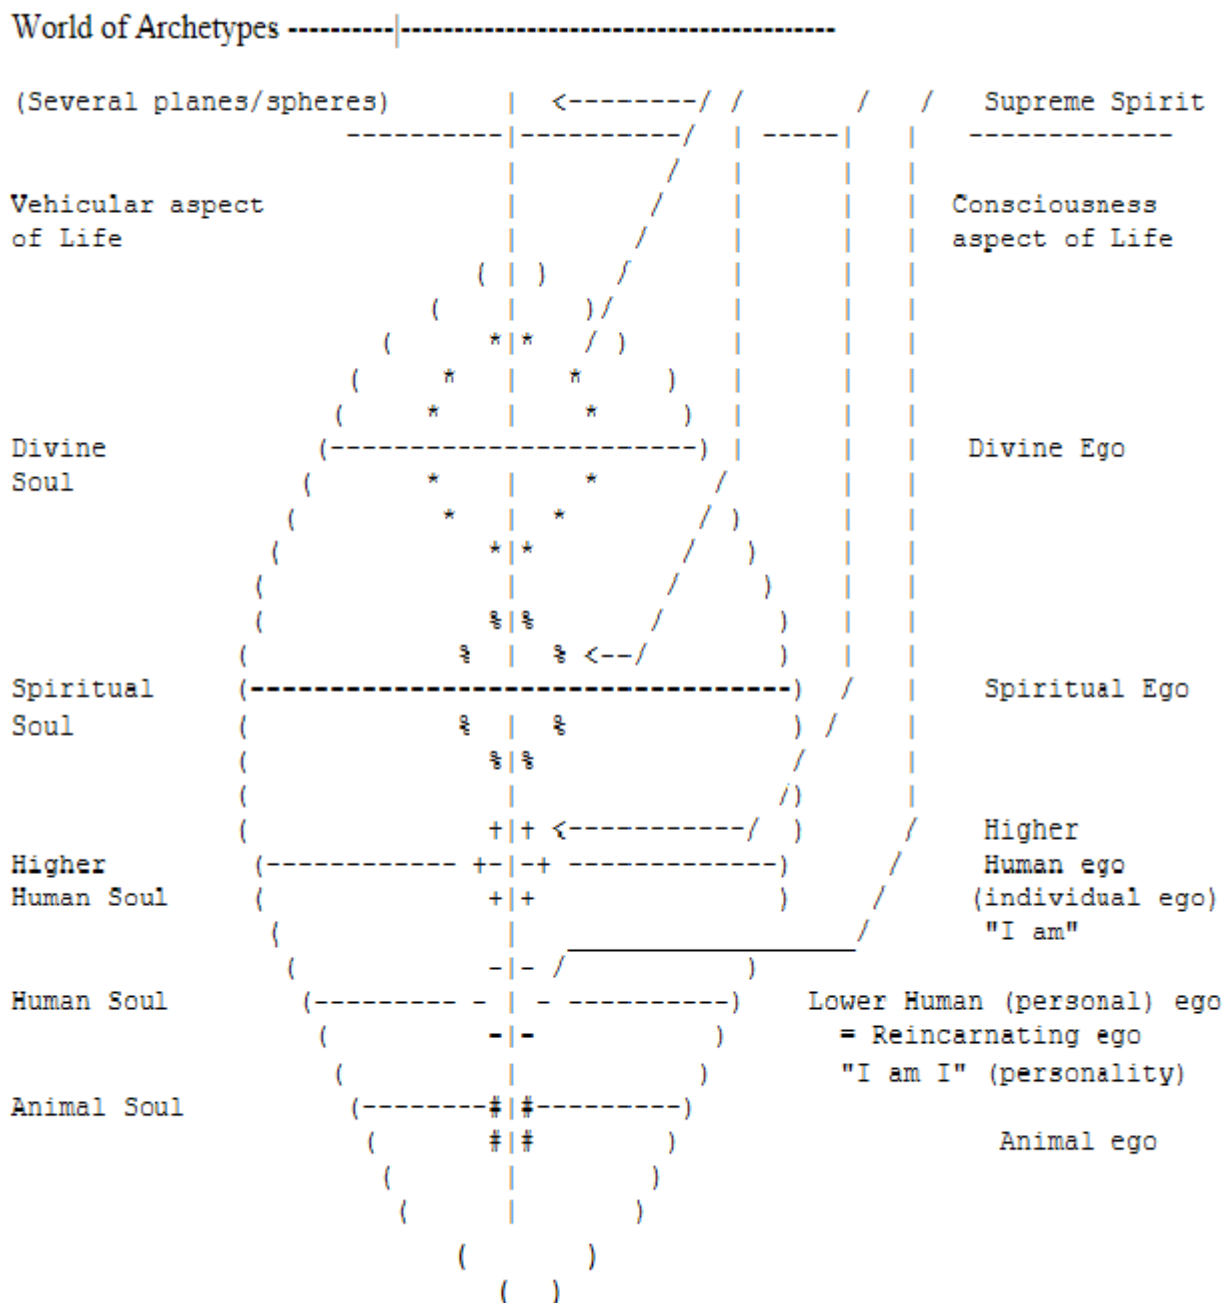 World of Archetypes ----------|-----------------------------------------
(Several planes/spheres) | <--------/ / / / Supreme Spirit
----------|----------/ | -----| | -------------
| / | | |
Vehicular aspect | / | | | Consciousness
of Life | / | | | aspect of Life
( | ) / | | |
( | )/ | | |
( *|* / ) | | |
( * | * ) | | |
( * | * ) | | |
Divine (-----------------------) | | | Divine Ego
Soul ( * | * / | |
( * | * / ) | |
( *|* / ) | |
( | / ) | |
( %|% / ) | |
( % | % <--/ ) | |
Spiritual (----------------------------------) / | Spiritual Ego
Soul ( % | % ) / |
( %|% / |
( | /) |
( +|+ <-----------/ ) / Higher
Higher (------------ +-|-+ -------------) / Human ego
Human Soul ( +|+ ) / (individual ego)
( | __________________/ "I am"
( -|- / )
Human Soul (--------- - | - ----------) Lower Human (personal) ego
( -|- ) = Reincarnating ego
( | ) "I am I" (personality)
Animal Soul (--------#|#---------)
( #|# ) Animal ego
( | )
( | )
( )
( )